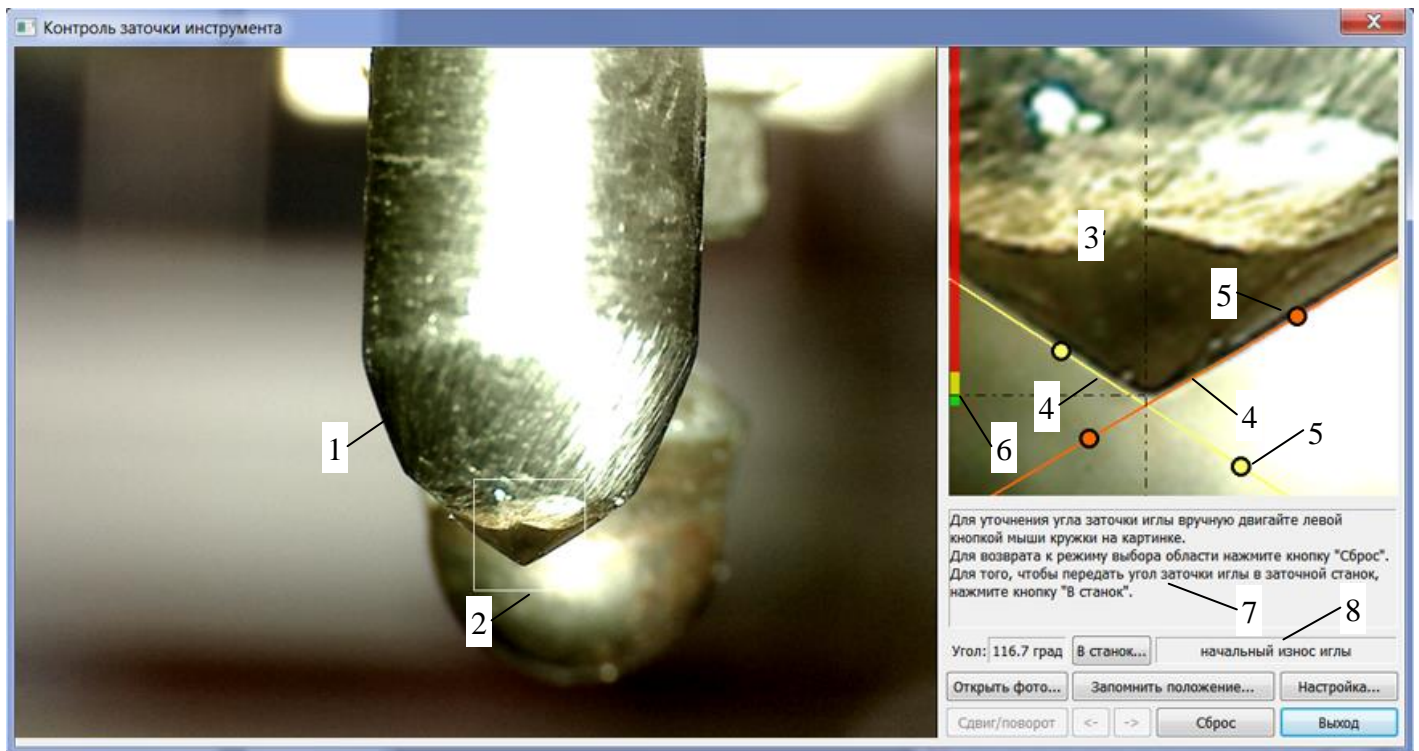 Контроль заточки инструмента
1
2
3
5
4
4
5
6
Для уточнения угла заточки иглы вручную двигайте левой
кнопкой мыши кружки на картинке.
Для возврата к режиму выбора области нажмите кнопку "Сброс".
Для того, чтобы передать угол заточки иглы в заточной станок,
нажмите кнопку "В станок".
7
8
Угол: 116.7 град В станок... начальный износ иглы
Открыть фото... Запомнить положение... Настройка...
Сдвиг/поворот <- -> Сброс Выход